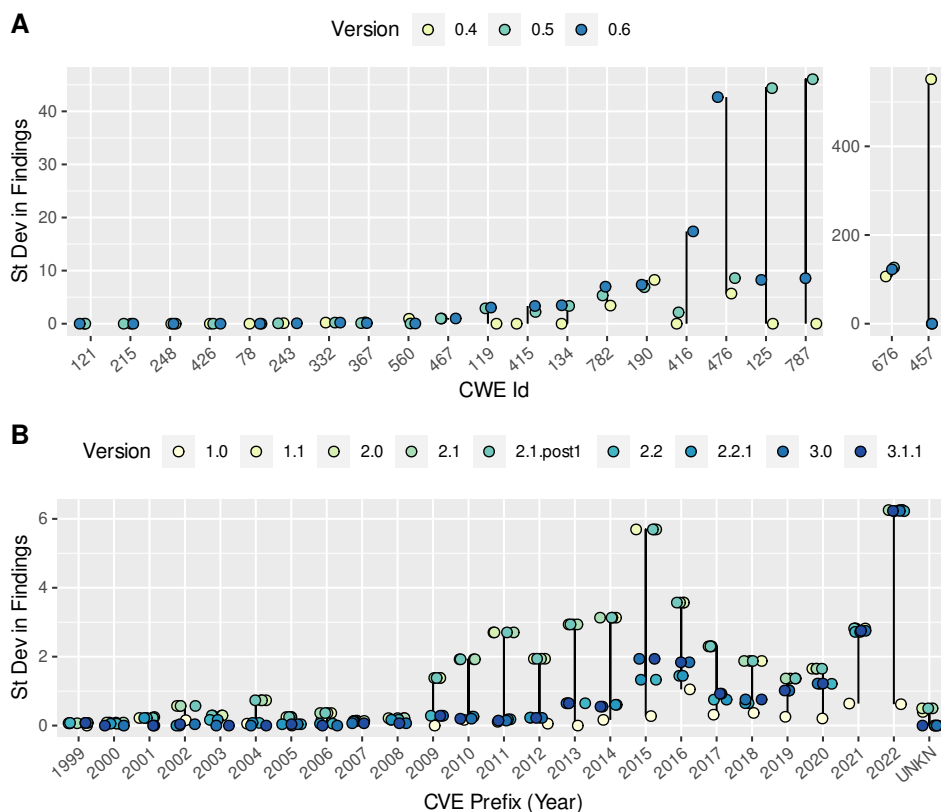 A
Version 0.4 0.5 0.6
St Dev in Findings
40
30
20
10
0
400
200
0
121 215 248 426 78 243 332 367 560 467 119 415 134 782 190 416 476 125 787 676 457
CWE Id
B
Version 1.0 1.1 2.0 2.1 2.1.post1 2.2 2.2.1 3.0 3.1.1
St Dev in Findings
6
4
2
0
1999 2000 2001 2002 2003 2004 2005 2006 2007 2008 2009 2010 2011 2012 2013 2014 2015 2016 2017 2018 2019 2020 2021 2022 UNKN
CVE Prefix (Year)